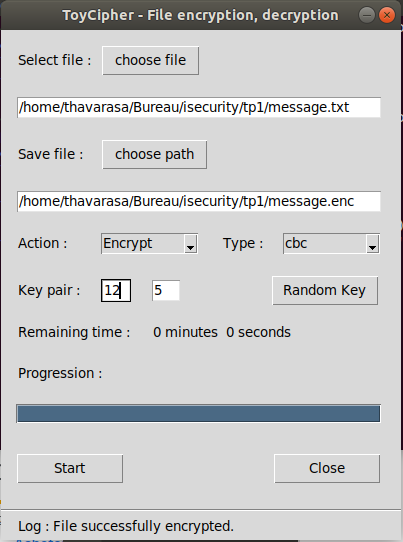 ToyCipher - File encryption, decryption
Select file : choose file
/home/thavarasa/Bureau/isecurity/tp1/message.txt
Save file : choose path
/home/thavarasa/Bureau/isecurity/tp1/message.enc
Action : Encrypt Type : cbc
Key pair : 12 5 Random Key
Remaining time : 0 minutes 0 seconds
Progression :
Start Close
Log : File successfully encrypted.